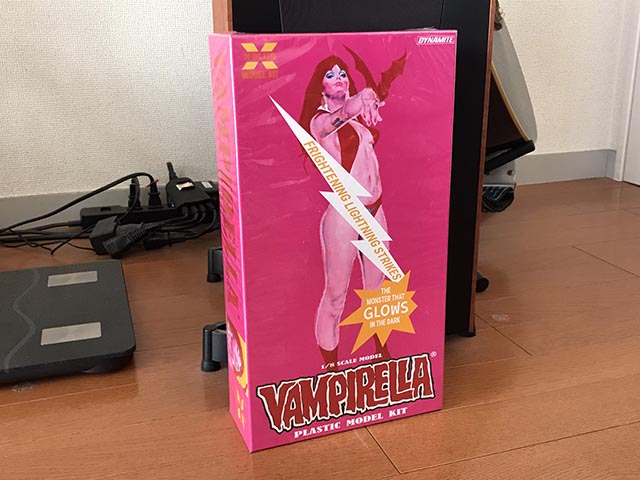 DYNAMITE
X
MODEL KIT
FRIGHTENING LIGHTNING STRIKES
THE
MONSTER THAT
GLOWS
IN THE DARK
1/8 SCALE MODEL
VAMPIRELLA®
PLASTIC MODEL KIT
VAMPIRELLA